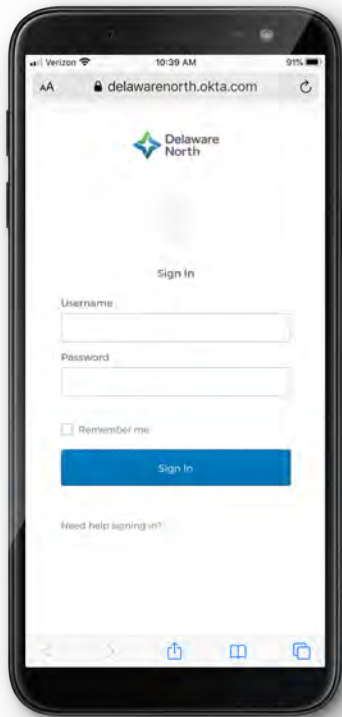 Verizon 10:39 AM 91%
AA delawarenorth.okta.com
Delaware
North
Sign In
Username
Password
Remember me
Sign In
Need help signing in?